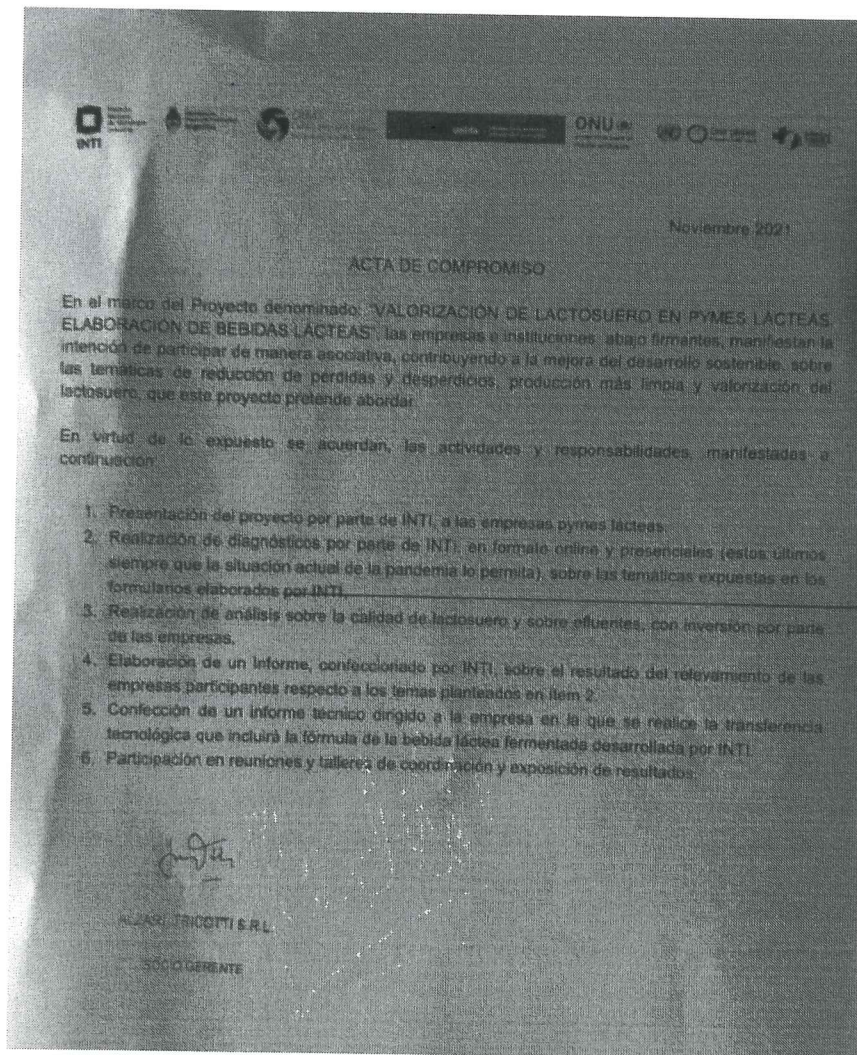 INTI
ONU
Noviembre 2021
ACTA DE COMPROMISO
En el marco del Proyecto denominado: "VALORIZACIÓN DE LACTOSUERO EN PYMES LÁCTEAS.
ELABORACIÓN DE BEBIDAS LÁCTEAS", las empresas e instituciones, abajo firmantes, manifiestan la
intención de participar de manera asociativa, contribuyendo a la mejora del desarrollo sostenible, sobre
las temáticas de reducción de pérdidas y desperdicios, producción más limpia y valorización del
lactosuero, que este proyecto pretende abordar.
En virtud de lo expuesto se acuerdan, las actividades y responsabilidades, manifestadas a
continuación:
1. Presentación del proyecto por parte de INTI, a las empresas pymes lácteas.
2. Realización de diagnósticos por parte de INTI, en formato online y presenciales (estos últimos
siempre que la situación actual de la pandemia lo permita), sobre las temáticas expuestas en los
formularios elaborados por INTI.
3. Realización de análisis sobre la calidad de lactosuero y sobre efluentes, con inversión por parte
de las empresas.
4. Elaboración de un Informe, confeccionado por INTI, sobre el resultado del relevamiento de las
empresas participantes respecto a los temas planteados en ítem 2.
5. Confección de un informe técnico dirigido a la empresa en la que se realice la transferencia
tecnológica que incluirá la fórmula de la bebida láctea fermentada desarrollada por INTI.
6. Participación en reuniones y talleres de coordinación y exposición de resultados.
TRICOTTI S.R.L.
SOCIO GERENTE